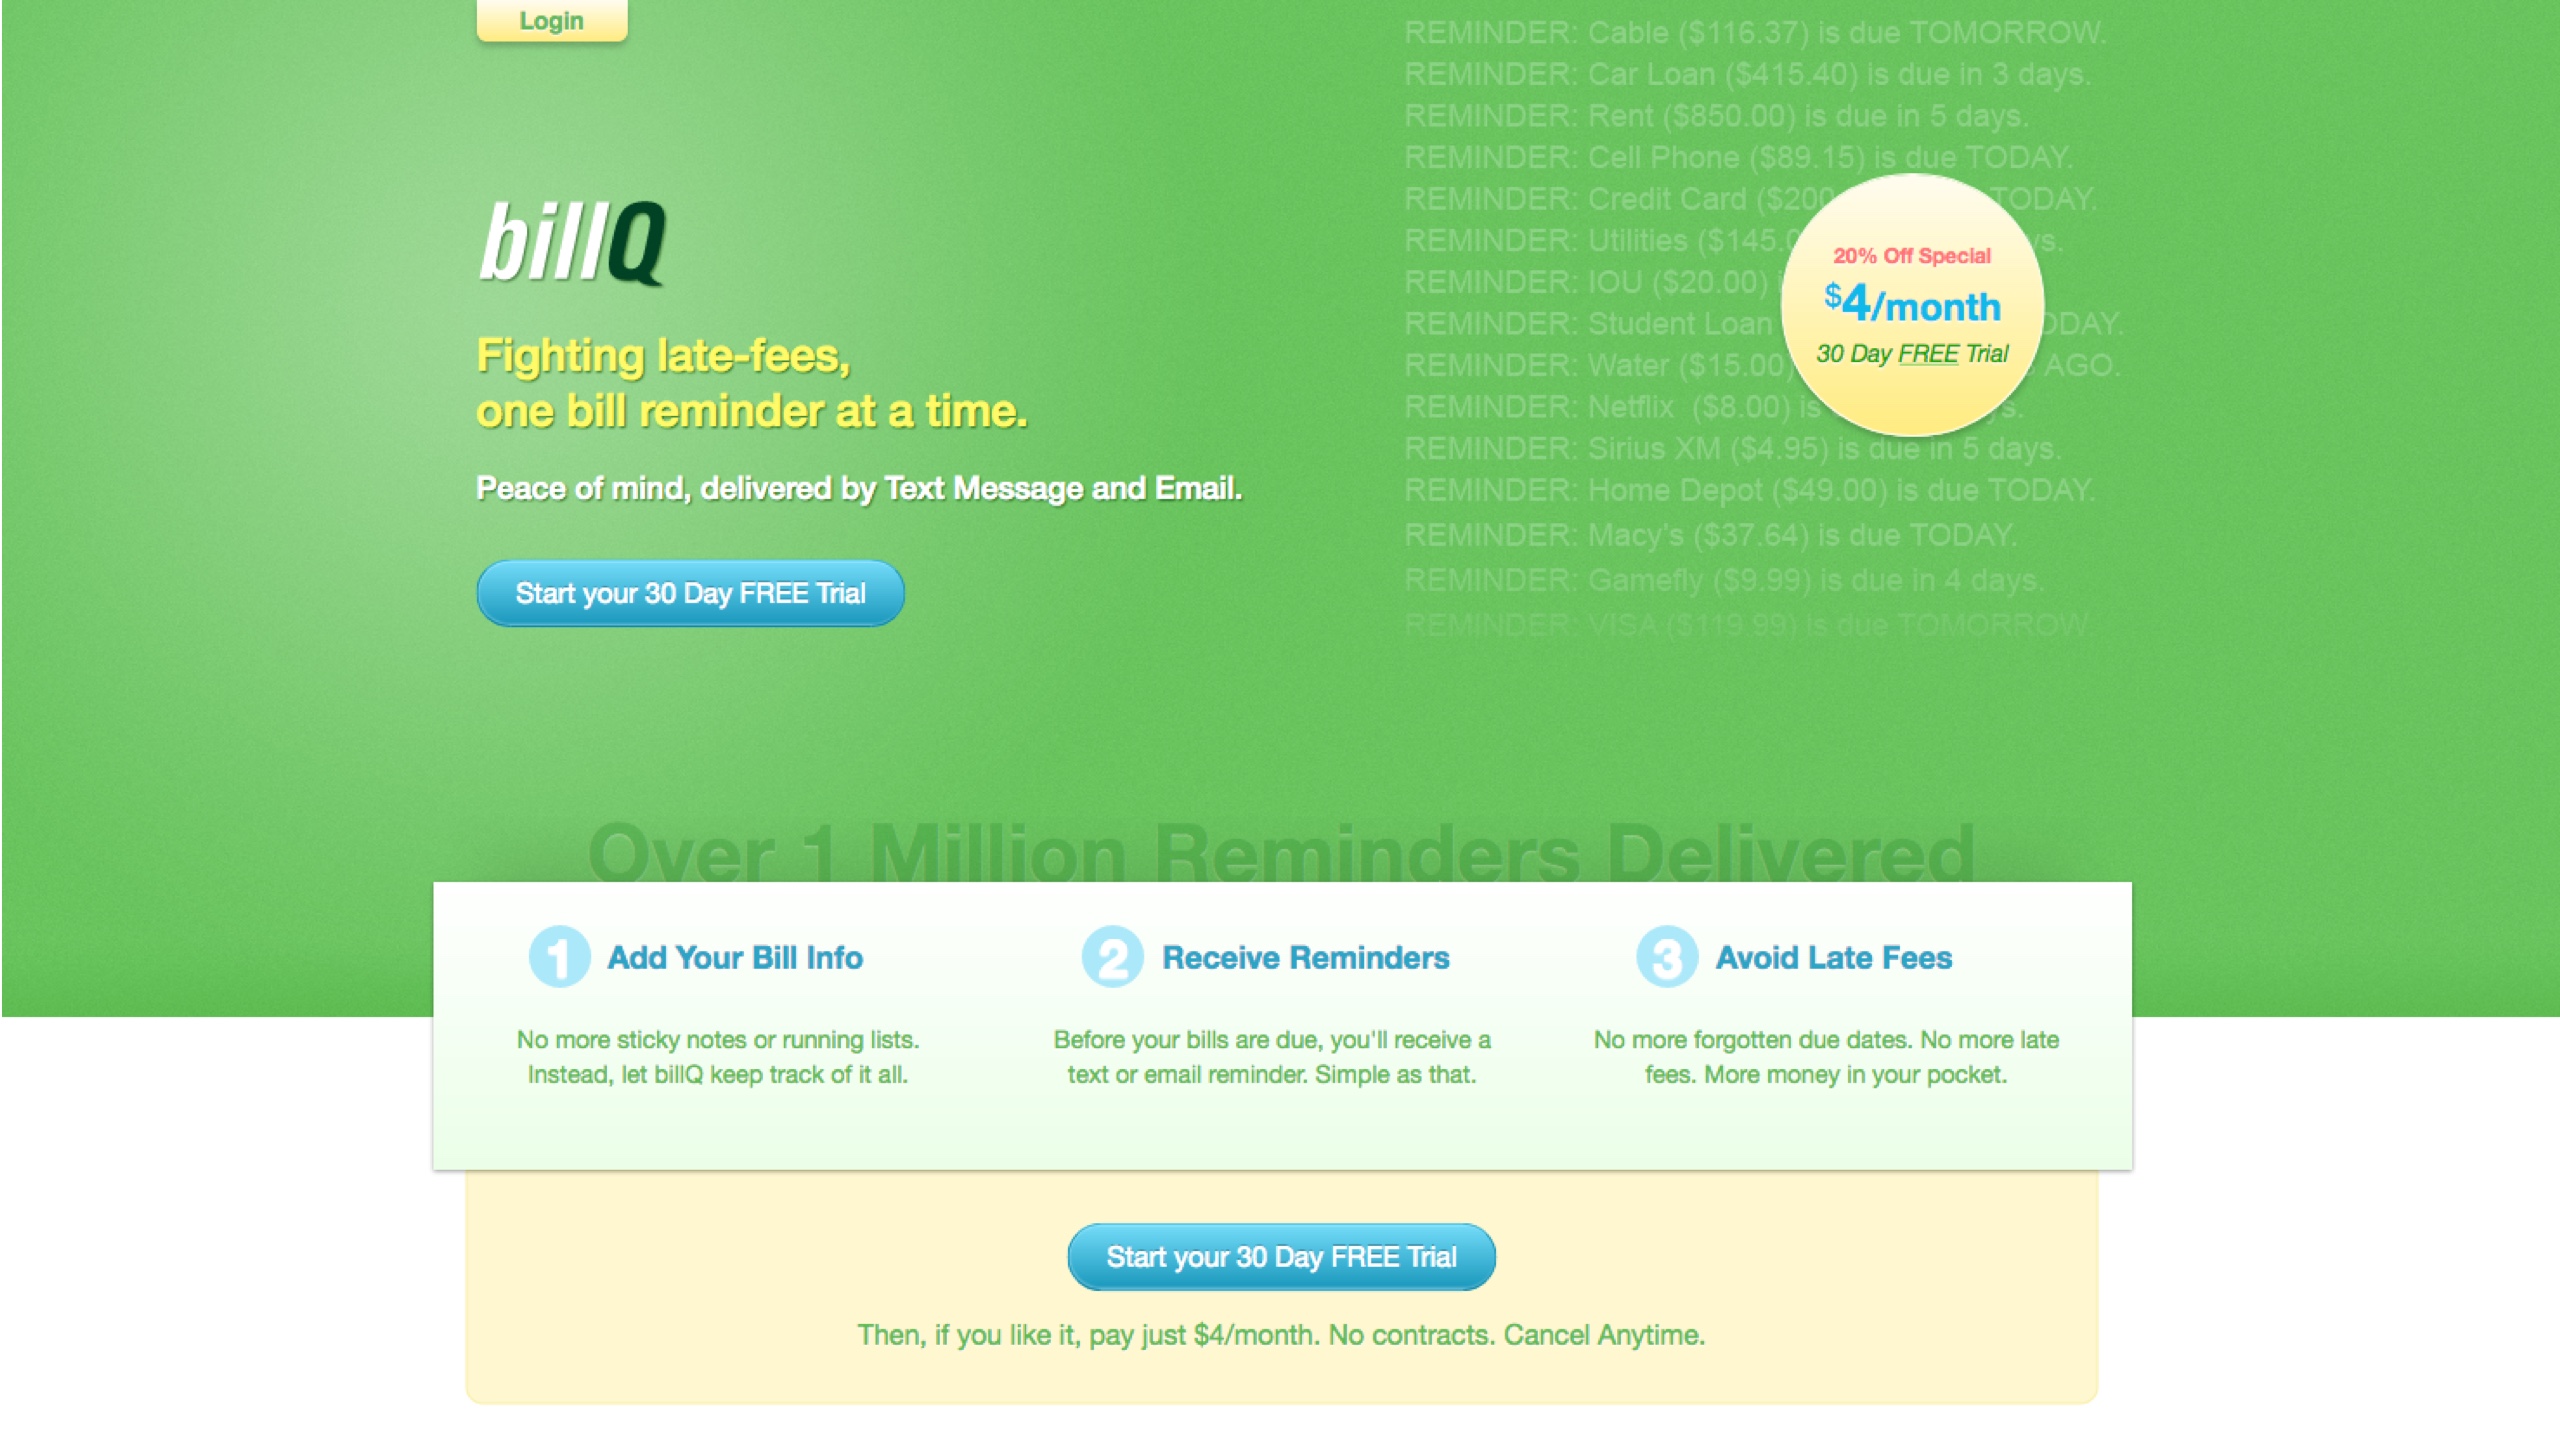 Login
billQ
Fighting late-fees,
one bill reminder at a time.
Peace of mind, delivered by Text Message and Email.
Start your 30 Day FREE Trial
REMINDER: Cable ($116.37) is due TOMORROW.
REMINDER: Car Loan ($415.40) is due in 3 days.
REMINDER: Rent ($850.00) is due in 5 days.
REMINDER: Cell Phone ($89.15) is due TODAY.
REMINDER: Credit Card ($200 TODAY.
REMINDER: Utilities ($145.
REMINDER: IOU ($20.00)
REMINDER: Student Loan
REMINDER: Water ($15.00) AGO.
REMINDER: Netflix ($8.00) is
REMINDER: Sirius XM ($4.95) is due in 5 days.
REMINDER: Home Depot ($49.00) is due TODAY.
REMINDER: Macy's ($37.64) is due TODAY.
REMINDER: Gamefly ($9.99) is due in 4 days.
REMINDER: VISA ($119.99) is due TOMORROW.
20% Off Special
$4/month
30 Day FREE Trial
Over 1 Million Reminders Delivered
1 Add Your Bill Info
No more sticky notes or running lists.
Instead, let billQ keep track of it all.
2 Receive Reminders
Before your bills are due, you'll receive a
text or email reminder. Simple as that.
3 Avoid Late Fees
No more forgotten due dates. No more late
fees. More money in your pocket.
Start your 30 Day FREE Trial
Then, if you like it, pay just $4/month. No contracts. Cancel Anytime.